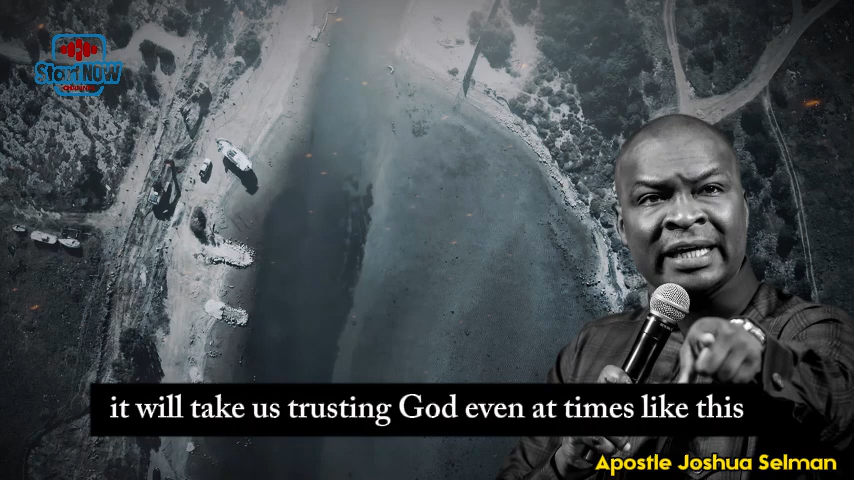 Start NOW
it will take us trusting God even at times like this
Apostle Joshua Selman